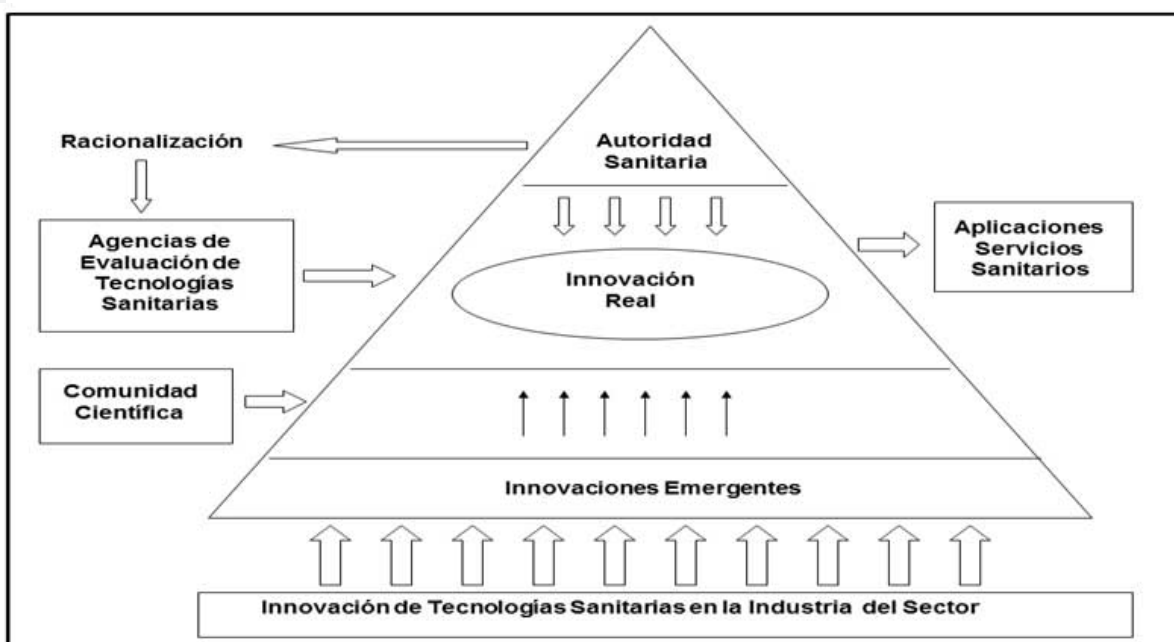 Racionalización
Autoridad
Sanitaria
Agencias de
Evaluación de
Tecnologías
Sanitarias
Innovación
Real
Aplicaciones
Servicios
Sanitarios
Comunidad
Científica
Innovaciones Emergentes
Innovación de Tecnologías Sanitarias en la Industria del Sector